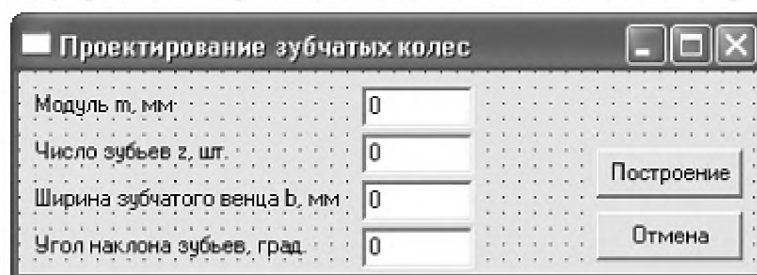 Проектирование зубчатых колес
Модуль m, мм 0
Число зубьев z, шт. 0
Ширина зубчатого венца b, мм 0
Угол наклона зубьев, град. 0
Построение
Отмена